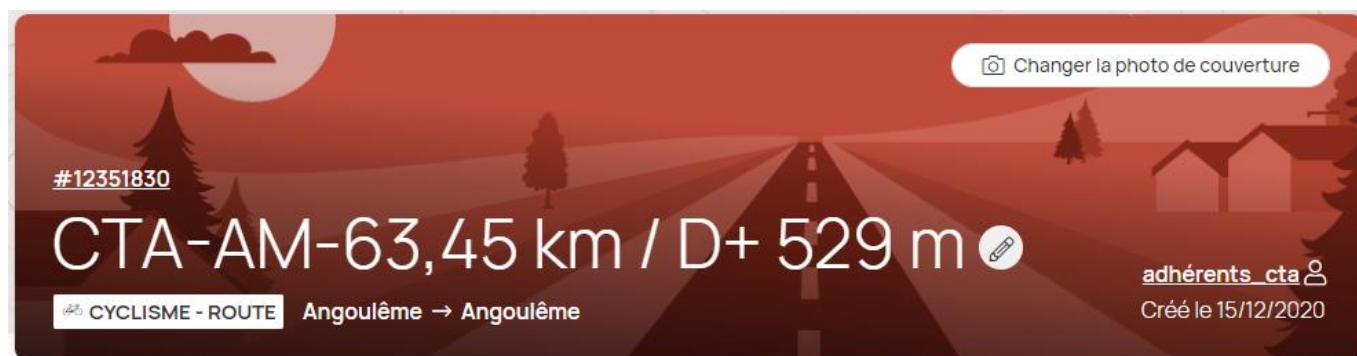 Changer la photo de couverture
#12351830
CTA-AM-63,45 km / D+ 529 m
adhérents_cta
CYCLISME - ROUTE Angoulême → Angoulême
Créé le 15/12/2020